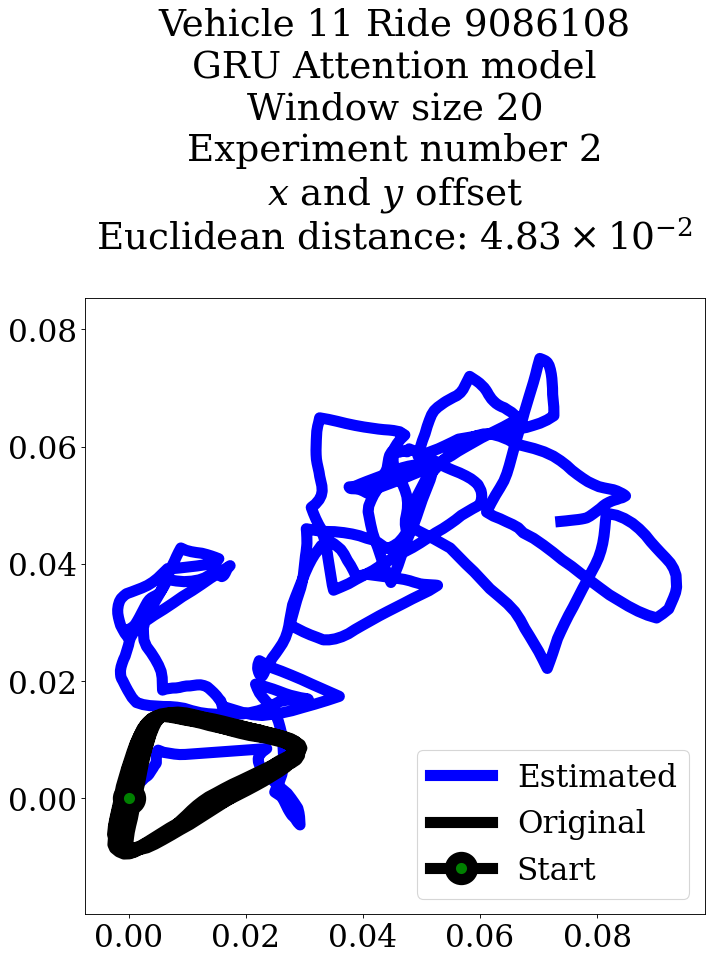 Vehicle 11 Ride 9086108
GRU Attention model
Window size 20
Experiment number 2
x and y offset
Euclidean distance: 4.83 × 10⁻²
0.08
0.06
0.04
0.02
0.00
Estimated
Original
Start
0.00 0.02 0.04 0.06 0.08